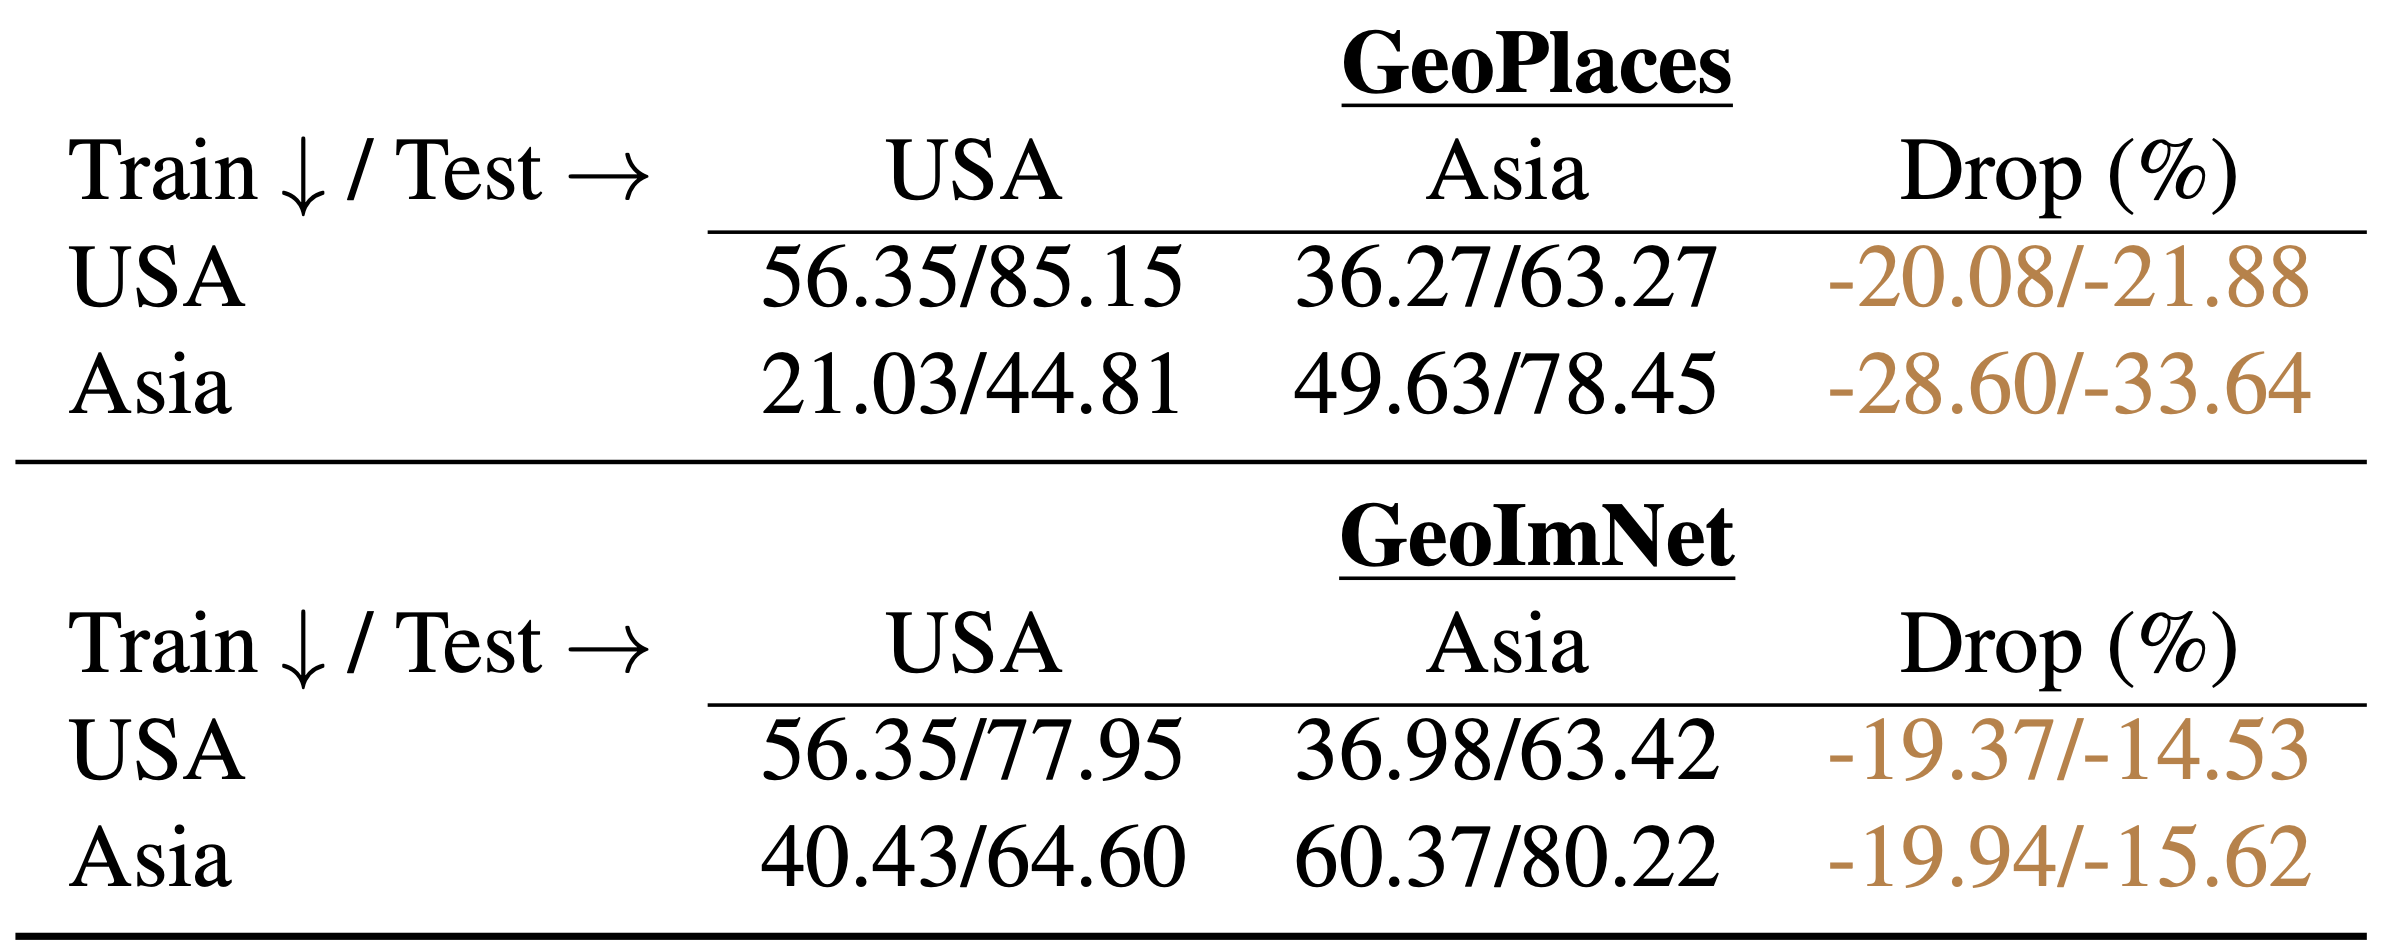 GeoPlaces
Train ↓ / Test → USA Asia Drop (%)
USA 56.35/85.15 36.27/63.27 -20.08/-21.88
Asia 21.03/44.81 49.63/78.45 -28.60/-33.64
GeoImNet
Train ↓ / Test → USA Asia Drop (%)
USA 56.35/77.95 36.98/63.42 -19.37/-14.53
Asia 40.43/64.60 60.37/80.22 -19.94/-15.62